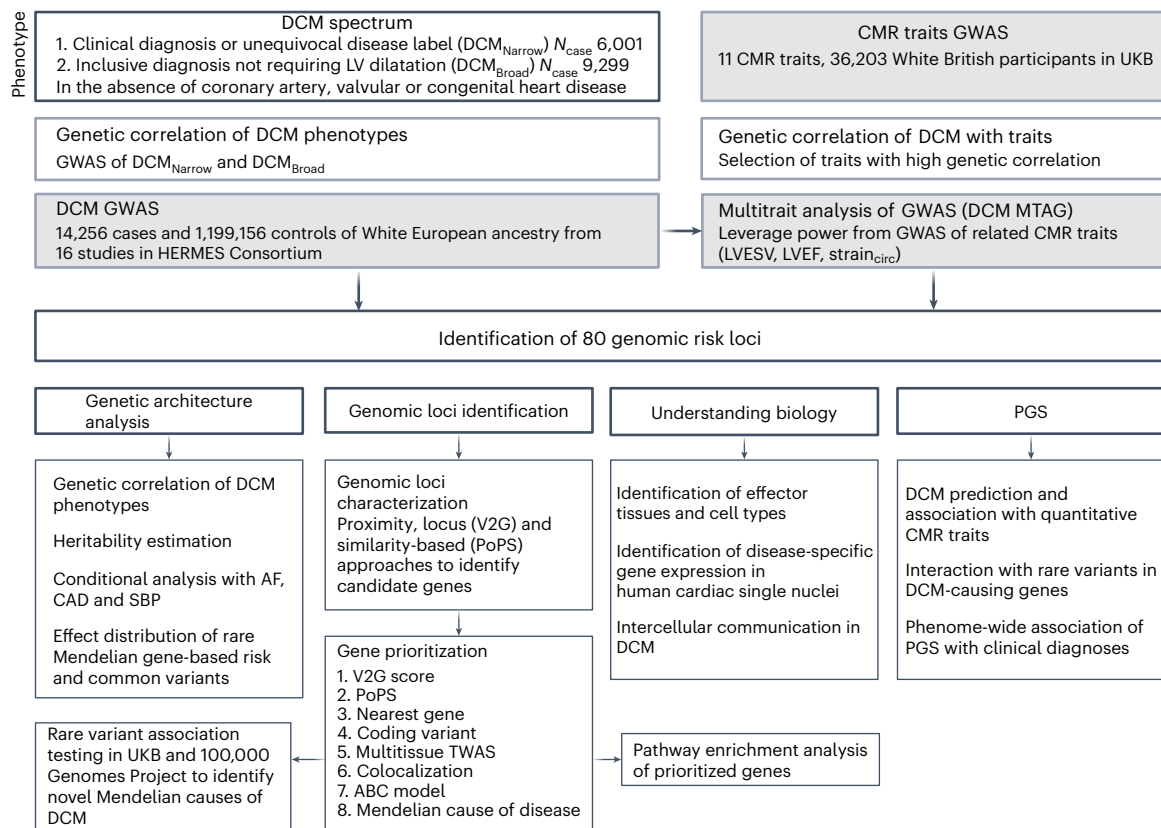 Phenotype
DCM spectrum
1. Clinical diagnosis or unequivocal disease label (DCMNarrow) Ncase 6,001
2. Inclusive diagnosis not requiring LV dilatation (DCMBroad) Ncase 9,299
In the absence of coronary artery, valvular or congenital heart disease
CMR traits GWAS
11 CMR traits, 36,203 White British participants in UKB
Genetic correlation of DCM phenotypes
GWAS of DCMNarrow and DCMBroad
Genetic correlation of DCM with traits
Selection of traits with high genetic correlation
DCM GWAS
14,256 cases and 1,199,156 controls of White European ancestry from
16 studies in HERMES Consortium
Multitrait analysis of GWAS (DCM MTAG)
Leverage power from GWAS of related CMR traits
(LVESV, LVEF, straincirc)
Identification of 80 genomic risk loci
Genetic architecture
analysis
Genetic correlation of DCM
phenotypes
Heritability estimation
Conditional analysis with AF,
CAD and SBP
Effect distribution of rare
Mendelian gene-based risk
and common variants
Genomic loci identification
Genomic loci
characterization
Proximity, locus (V2G) and
similarity-based (PoPS)
approaches to identify
candidate genes
Gene prioritization
1. V2G score
2. PoPS
3. Nearest gene
4. Coding variant
5. Multitissue TWAS
6. Colocalization
7. ABC model
8. Mendelian cause of disease
Rare variant association
testing in UKB and 100,000
Genomes Project to identify
novel Mendelian causes of
DCM
Understanding biology
Identification of effector
tissues and cell types
Identification of disease-specific
gene expression in
human cardiac single nuclei
Intercellular communication in
DCM
Pathway enrichment analysis
of prioritized genes
PGS
DCM prediction and
association with quantitative
CMR traits
Interaction with rare variants in
DCM-causing genes
Phenome-wide association of
PGS with clinical diagnoses